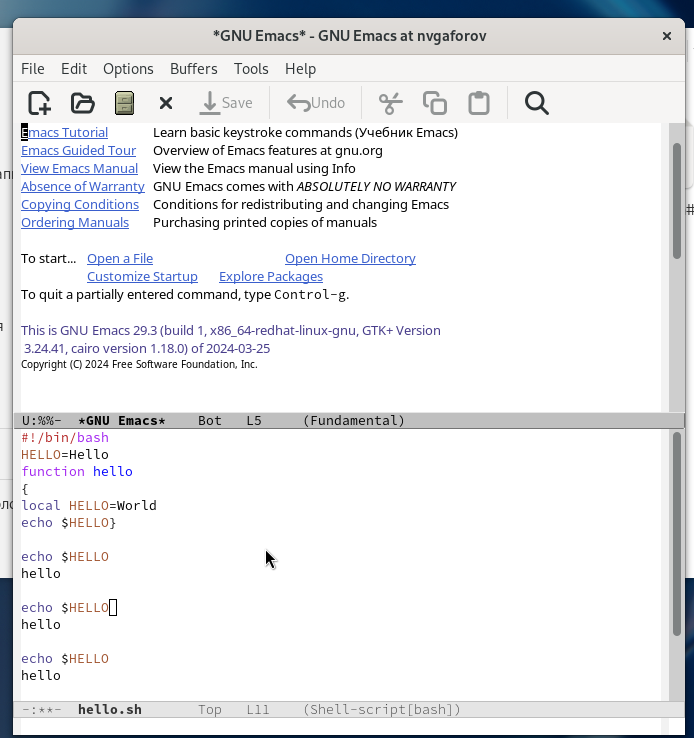 *GNU Emacs* - GNU Emacs at nvgaforov
File Edit Options Buffers Tools Help
Save Undo
Emacs Tutorial Learn basic keystroke commands (Учебник Emacs)
Emacs Guided Tour Overview of Emacs features at gnu.org
View Emacs Manual View the Emacs manual using Info
Absence of Warranty GNU Emacs comes with ABSOLUTELY NO WARRANTY
Copying Conditions Conditions for redistributing and changing Emacs
Ordering Manuals Purchasing printed copies of manuals
To start... Open a File Open Home Directory
Customize Startup Explore Packages
To quit a partially entered command, type Control-g.
This is GNU Emacs 29.3 (build 1, x86_64-redhat-linux-gnu, GTK+ Version
3.24.41, cairo version 1.18.0) of 2024-03-25
Copyright (C) 2024 Free Software Foundation, Inc.
U:%%- *GNU Emacs* Bot L5 (Fundamental)
#!/bin/bash
HELLO=Hello
function hello
{
local HELLO=World
echo $HELLO}
echo $HELLO
hello
echo $HELLO
hello
echo $HELLO
hello
-:**- hello.sh Top L11 (Shell-script[bash])